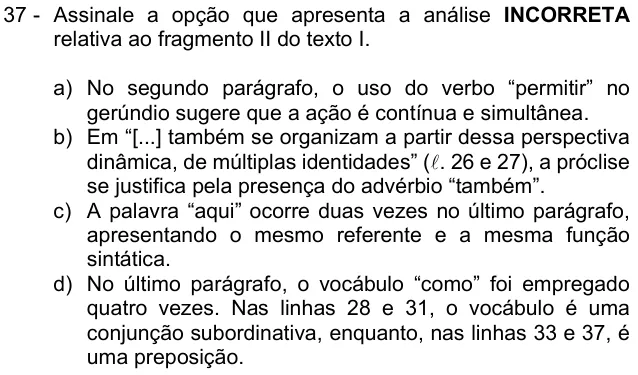 37 - Assinale a opção que apresenta a análise INCORRETA
relativa ao fragmento II do texto I.
a) No segundo parágrafo, o uso do verbo “permitir” no
gerúndio sugere que a ação é contínua e simultânea.
b) Em “[...] também se organizam a partir dessa perspectiva
dinâmica, de múltiplas identidades” (ℓ. 26 e 27), a próclise
se justifica pela presença do advérbio “também”.
c) A palavra “aqui” ocorre duas vezes no último parágrafo,
apresentando o mesmo referente e a mesma função
sintática.
d) No último parágrafo, o vocábulo “como” foi empregado
quatro vezes. Nas linhas 28 e 31, o vocábulo é uma
conjunção subordinativa, enquanto, nas linhas 33 e 37, é
uma preposição.